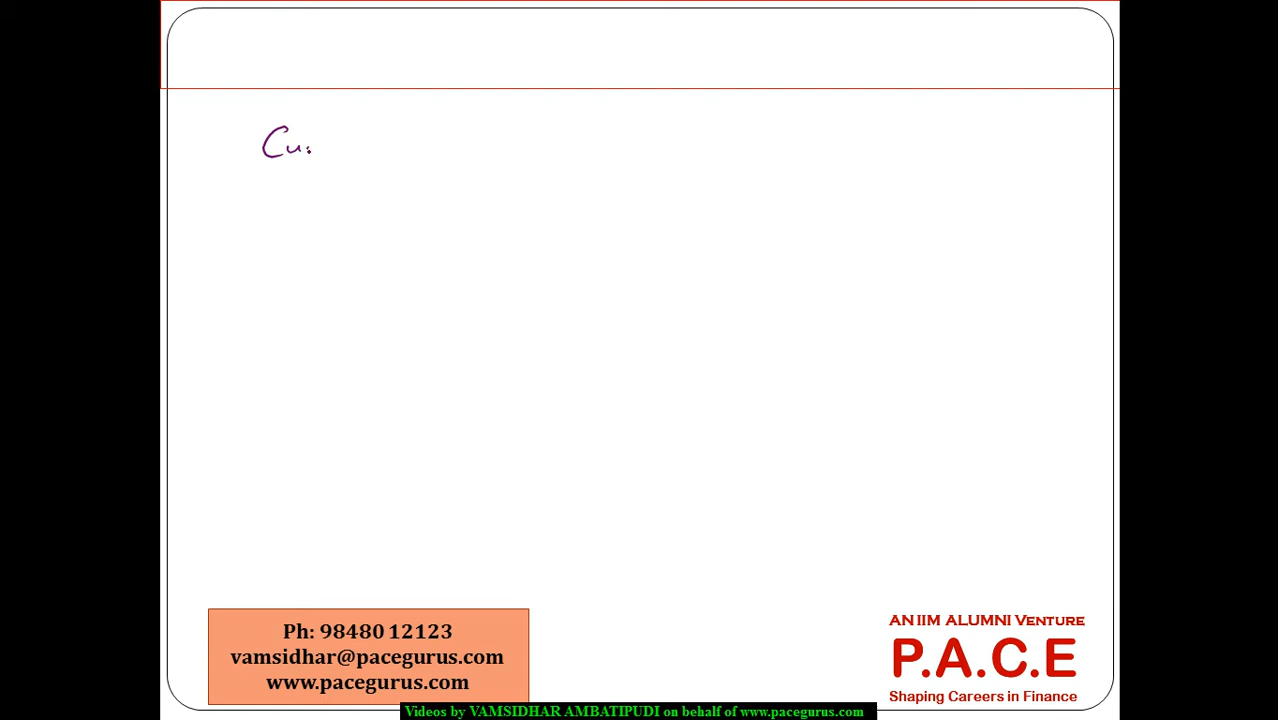 Cu
Ph: 98480 12123
vamsidhar@pacegurus.com
www.pacegurus.com
AN IIM ALUMNI VENTURE
P.A.C.E
Shaping Careers in Finance
Videos by VAMSIDHAR AMBATIPUDI on behalf of www.pacegurus.com